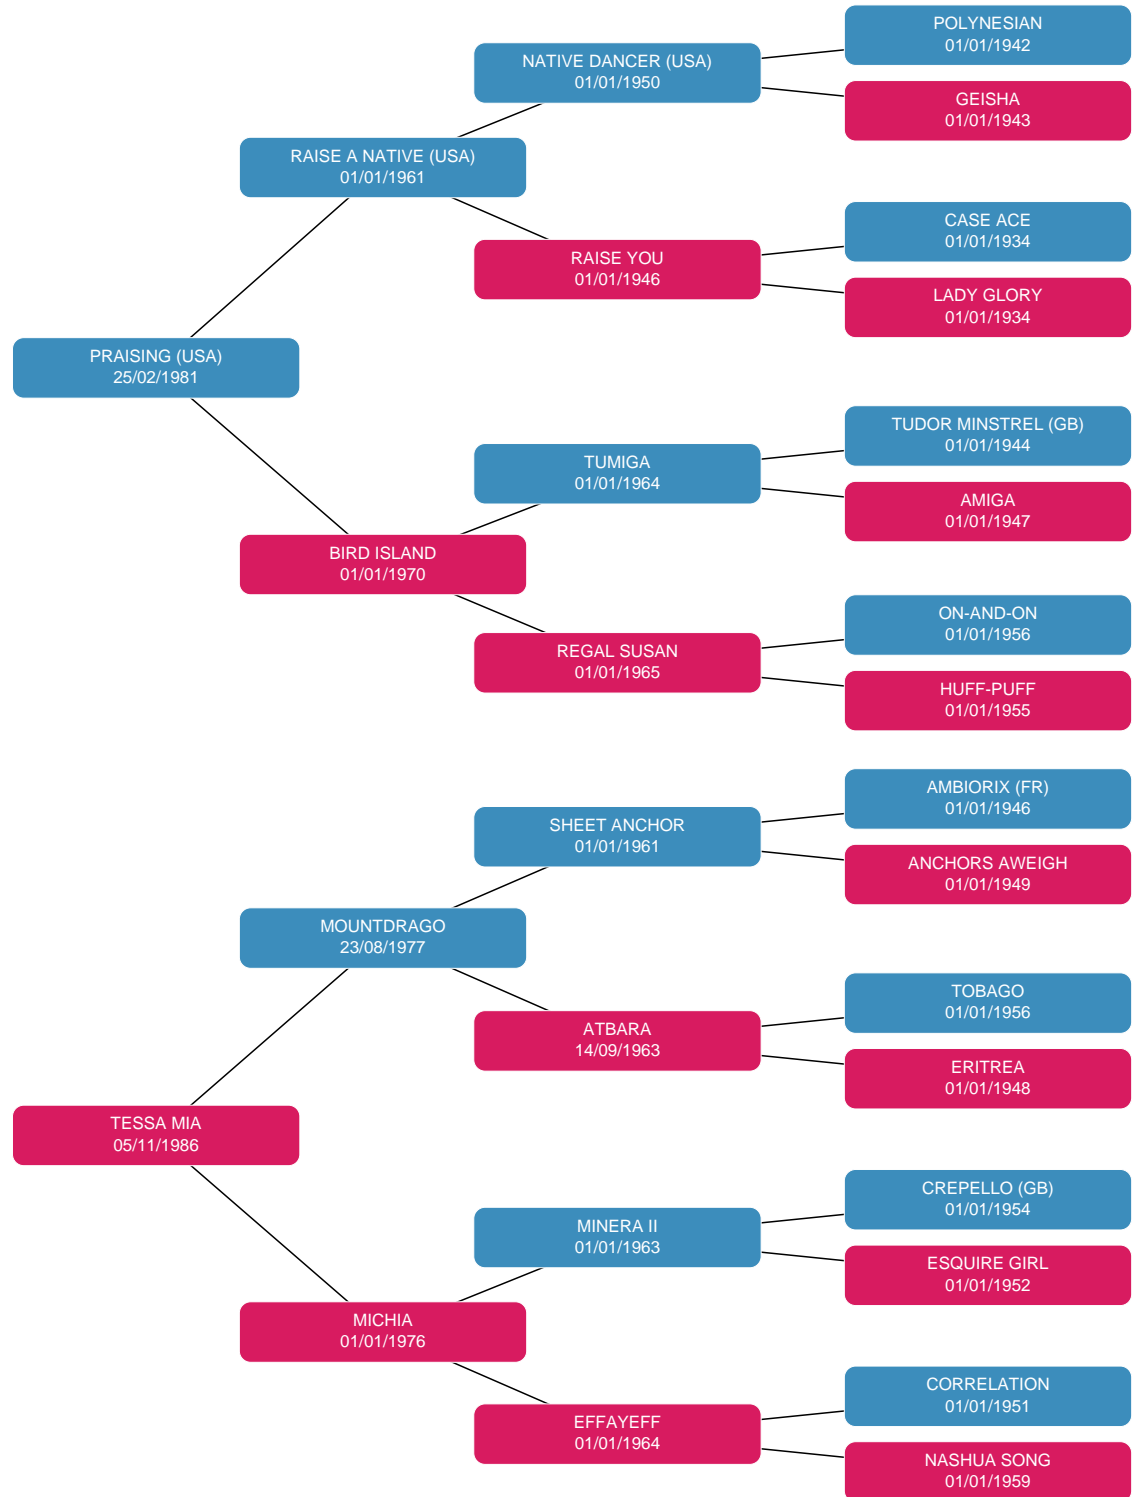 POLYNESIAN
01/01/1942
NATIVE DANCER (USA)
01/01/1950
GEISHA
01/01/1943
RAISE A NATIVE (USA)
01/01/1961
CASE ACE
01/01/1934
RAISE YOU
01/01/1946
LADY GLORY
01/01/1934
PRAISING (USA)
25/02/1981
TUDOR MINSTREL (GB)
01/01/1944
TUMIGA
01/01/1964
AMIGA
01/01/1947
BIRD ISLAND
01/01/1970
ON-AND-ON
01/01/1956
REGAL SUSAN
01/01/1965
HUFF-PUFF
01/01/1955
AMBIORIX (FR)
01/01/1946
SHEET ANCHOR
01/01/1961
ANCHORS AWEIGH
01/01/1949
MOUNTDRAGO
23/08/1977
TOBAGO
01/01/1956
ATBARA
14/09/1963
ERITREA
01/01/1948
TESSA MIA
05/11/1986
CREPELLO (GB)
01/01/1954
MINERA II
01/01/1963
ESQUIRE GIRL
01/01/1952
MICHIA
01/01/1976
CORRELATION
01/01/1951
EFFAYEFF
01/01/1964
NASHUA SONG
01/01/1959